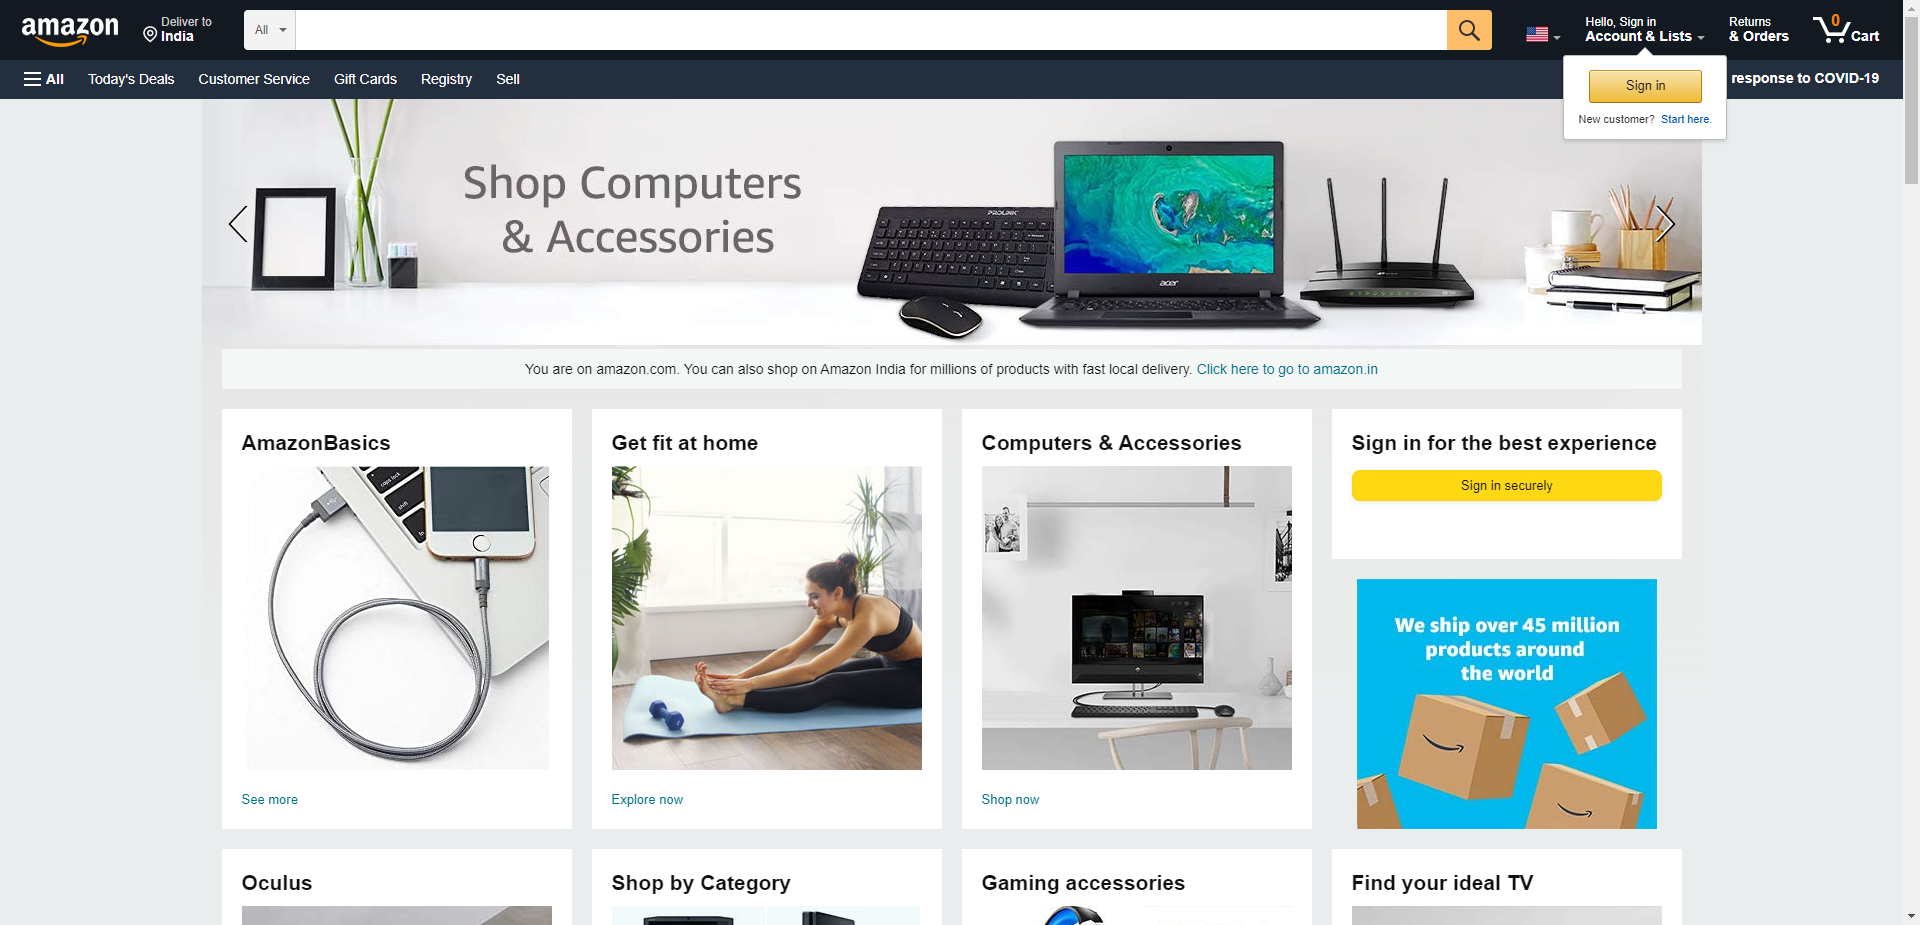 amazon
Deliver to
India
All
Hello, Sign in
Account & Lists
Returns
& Orders
0
Cart
All
Today's Deals
Customer Service
Gift Cards
Registry
Sell
response to COVID-19
Sign in
New customer? Start here.
Shop Computers
& Accessories
PROLINK
acer
You are on amazon.com. You can also shop on Amazon India for millions of products with fast local delivery. Click here to go to amazon.in
AmazonBasics
caps lock
shift
See more
Get fit at home
Explore now
Computers & Accessories
Shop now
Sign in for the best experience
Sign in securely
We ship over 45 million
products around
the world
Oculus
Shop by Category
Gaming accessories
Find your ideal TV